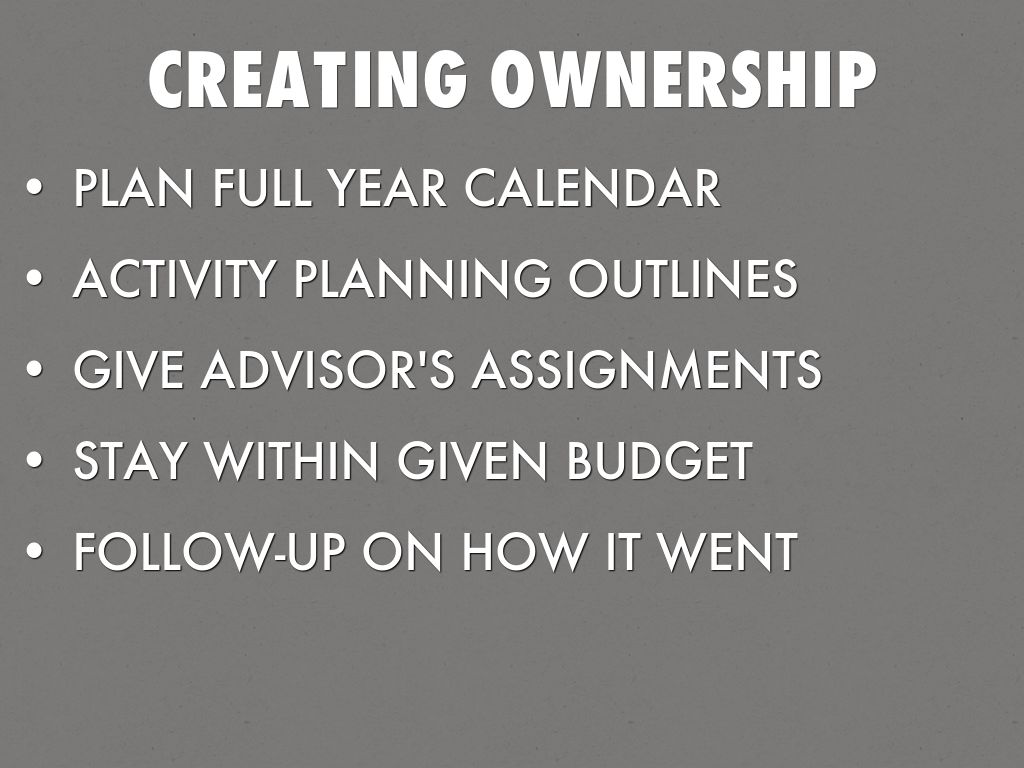 CREATING OWNERSHIP
• PLAN FULL YEAR CALENDAR
• ACTIVITY PLANNING OUTLINES
• GIVE ADVISOR'S ASSIGNMENTS
• STAY WITHIN GIVEN BUDGET
• FOLLOW-UP ON HOW IT WENT